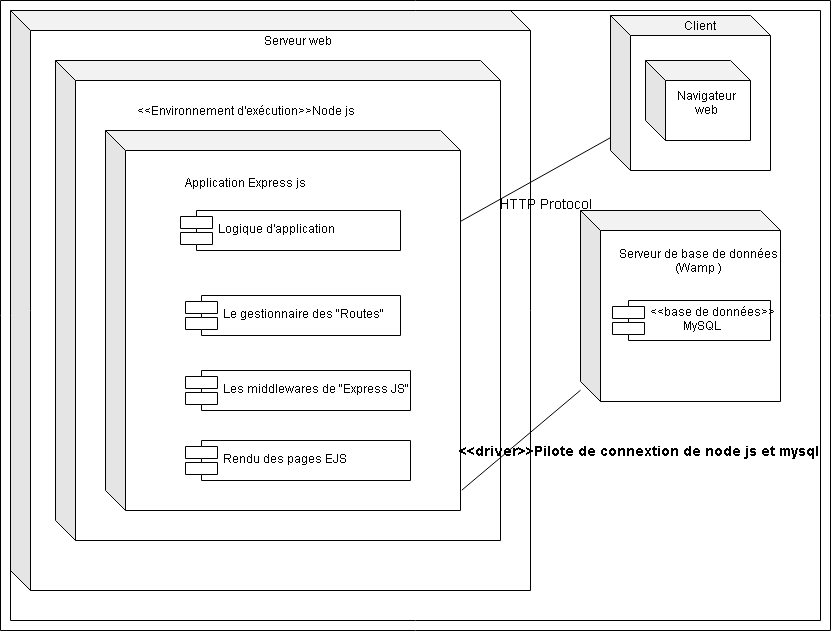 Serveur web
<<Environnement d'exécution>>Node js
Application Express js
Logique d'application
Le gestionnaire des "Routes"
Les middlewares de "Express JS"
Rendu des pages EJS
Client
Navigateur
web
HTTP Protocol
Serveur de base de données
(Wamp )
<<base de données>>
MySQL
<<driver>>Pilote de connextion de node js et mysql